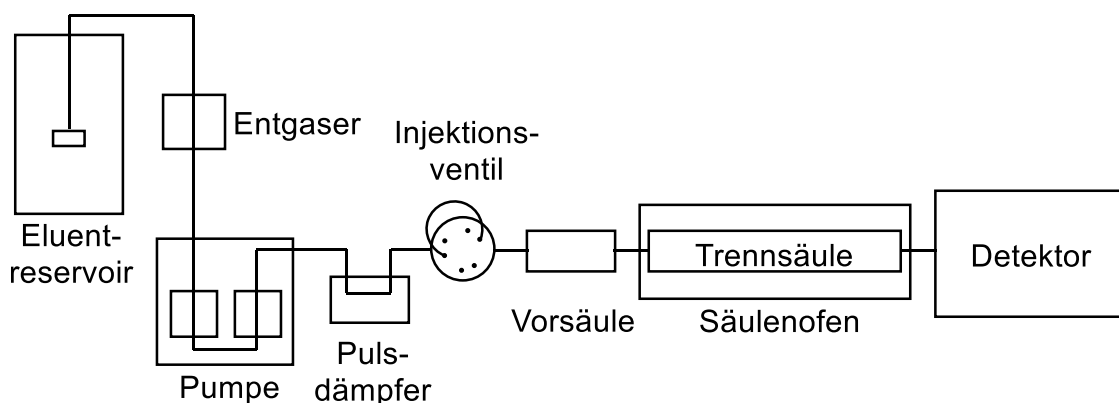 Eluent-
reservoir
Entgaser
Pumpe
Puls-
dämpfer
Injektions-
ventil
Vorsäule
Trennsäule
Säulenofen
Detektor